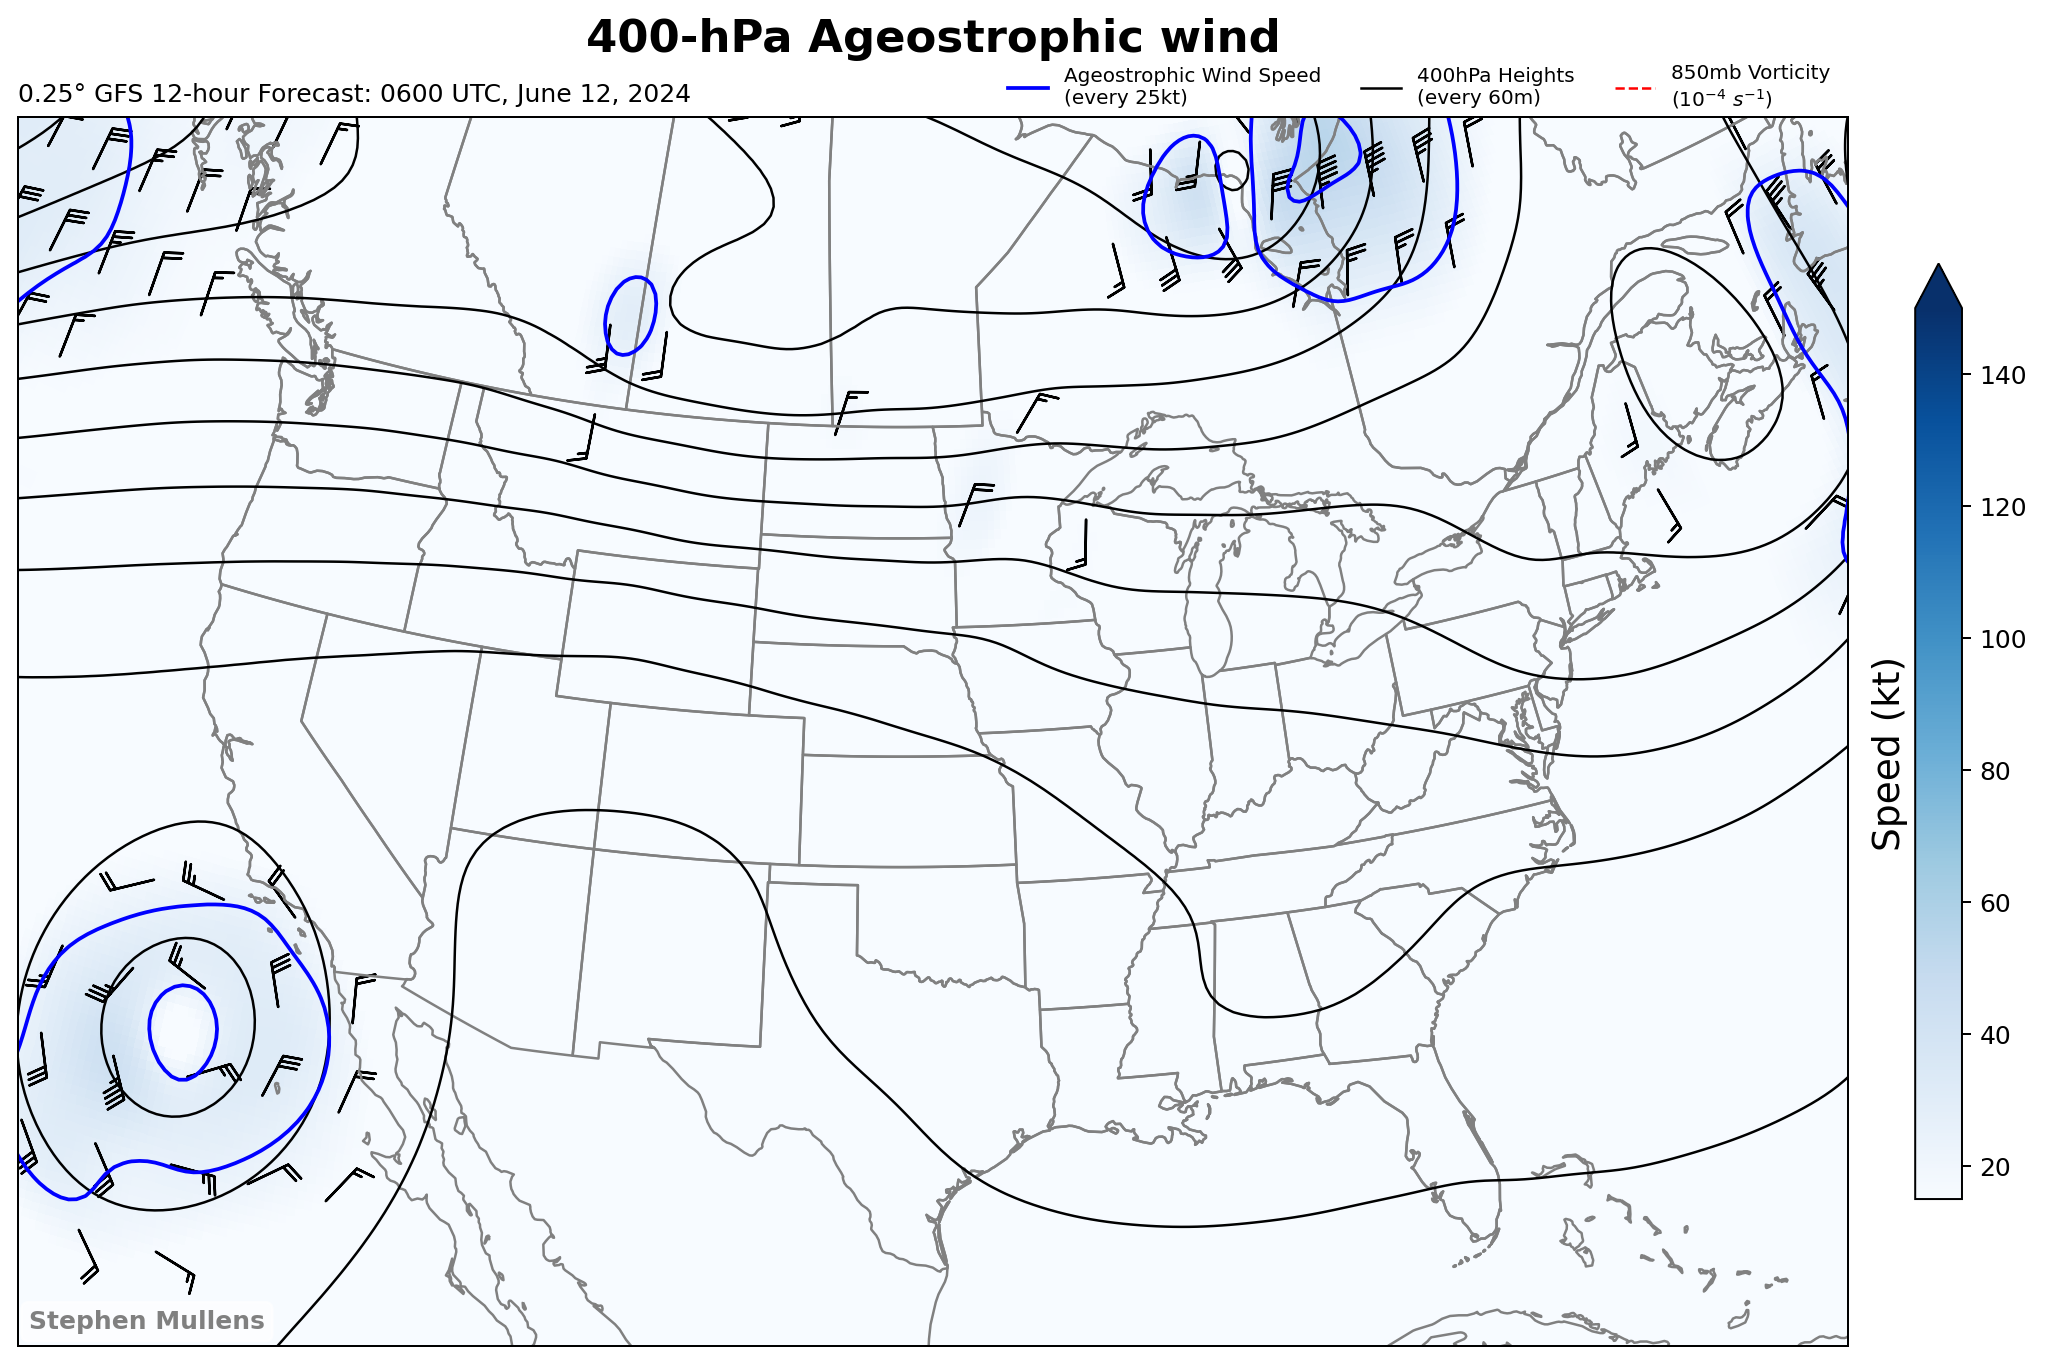 400-hPa Ageostrophic wind
0.25° GFS 12-hour Forecast: 0600 UTC, June 12, 2024
Ageostrophic Wind Speed
(every 25kt)
400hPa Heights
(every 60m)
850mb Vorticity
(10⁻⁴ s⁻¹)
140
120
100
80
60
40
20
Speed (kt)
Stephen Mullens